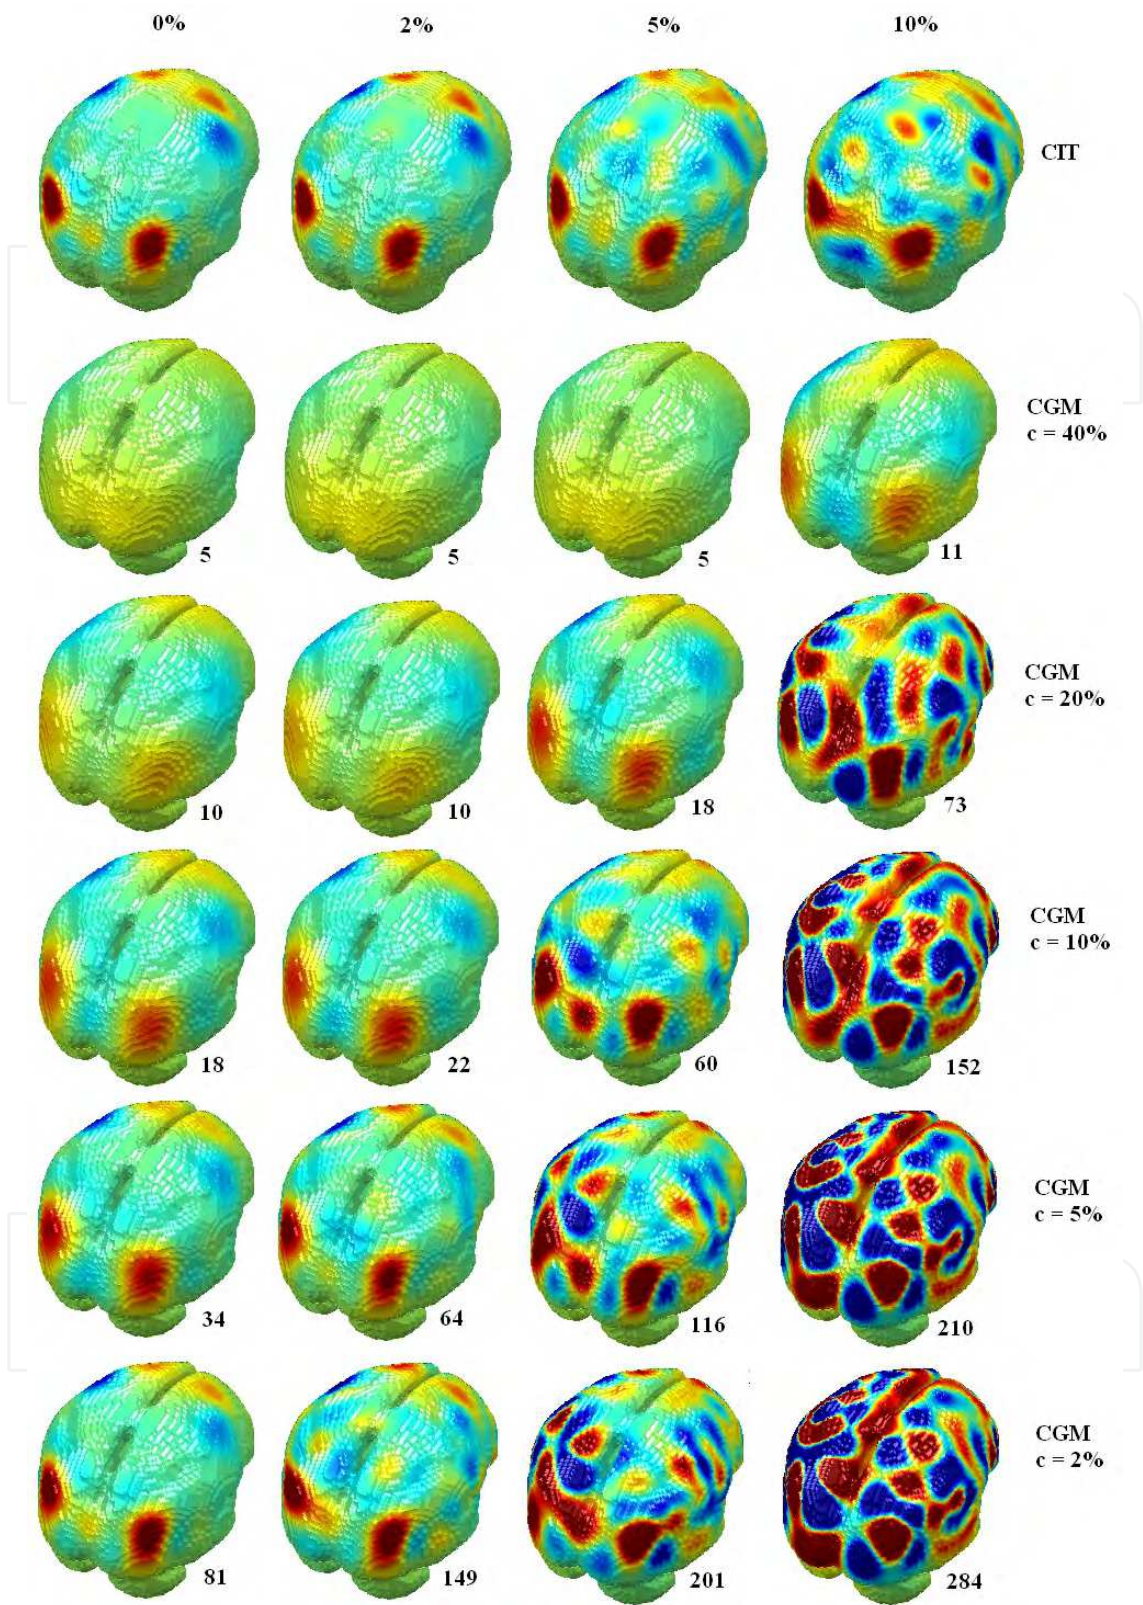 0% 2% 5% 10%
CIT
CGM
c = 40%
5 5 5 11
CGM
c = 20%
10 10 18 73
CGM
c = 10%
18 22 60 152
CGM
c = 5%
34 64 116 210
CGM
c = 2%
81 149 201 284